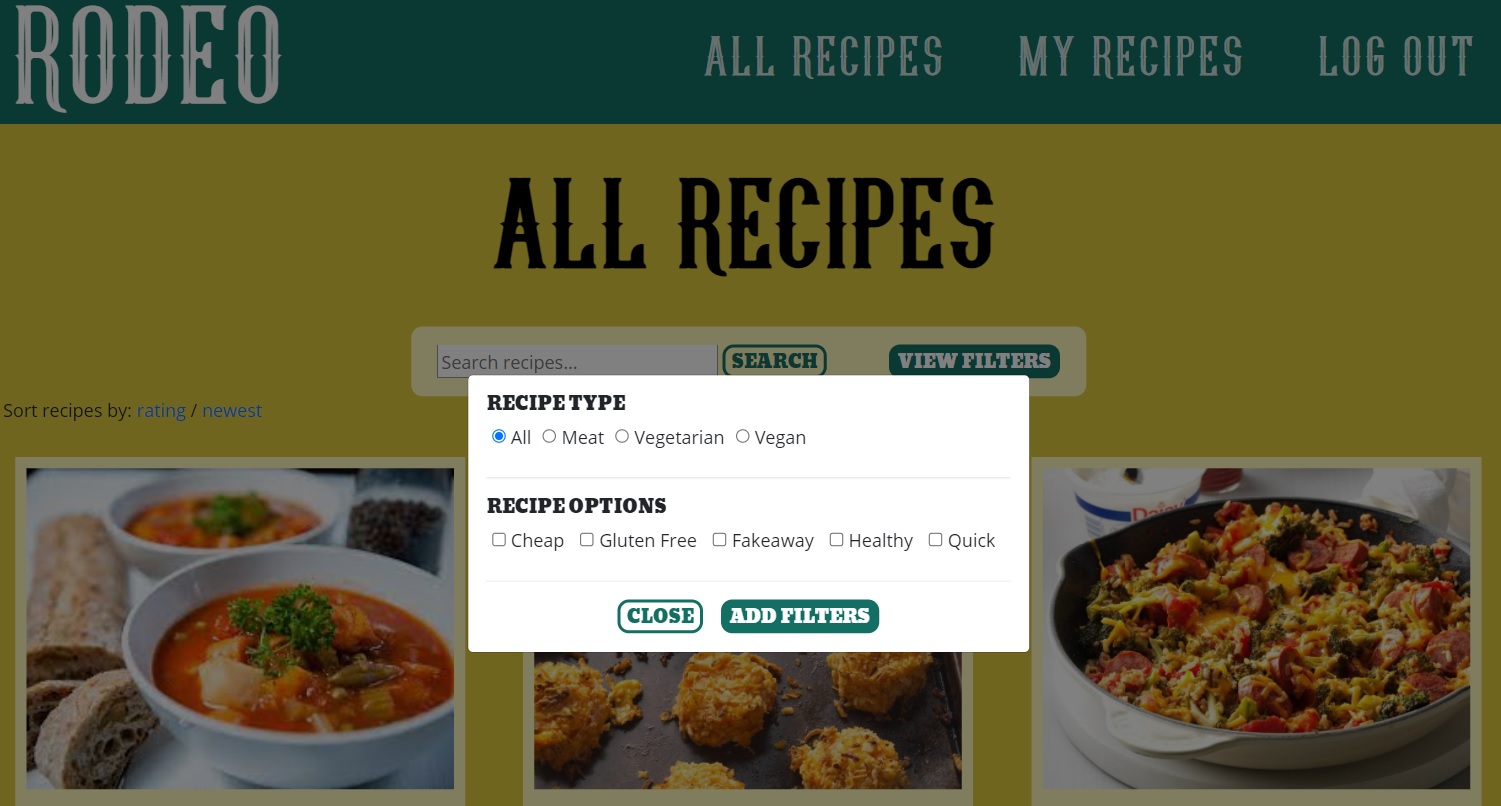 RODEO
ALL RECIPES MY RECIPES LOG OUT
ALL RECIPES
Search recipes... SEARCH VIEW FILTERS
Sort recipes by: rating / newest
RECIPE TYPE
All Meat Vegetarian Vegan
RECIPE OPTIONS
Cheap Gluten Free Fakeaway Healthy Quick
CLOSE ADD FILTERS